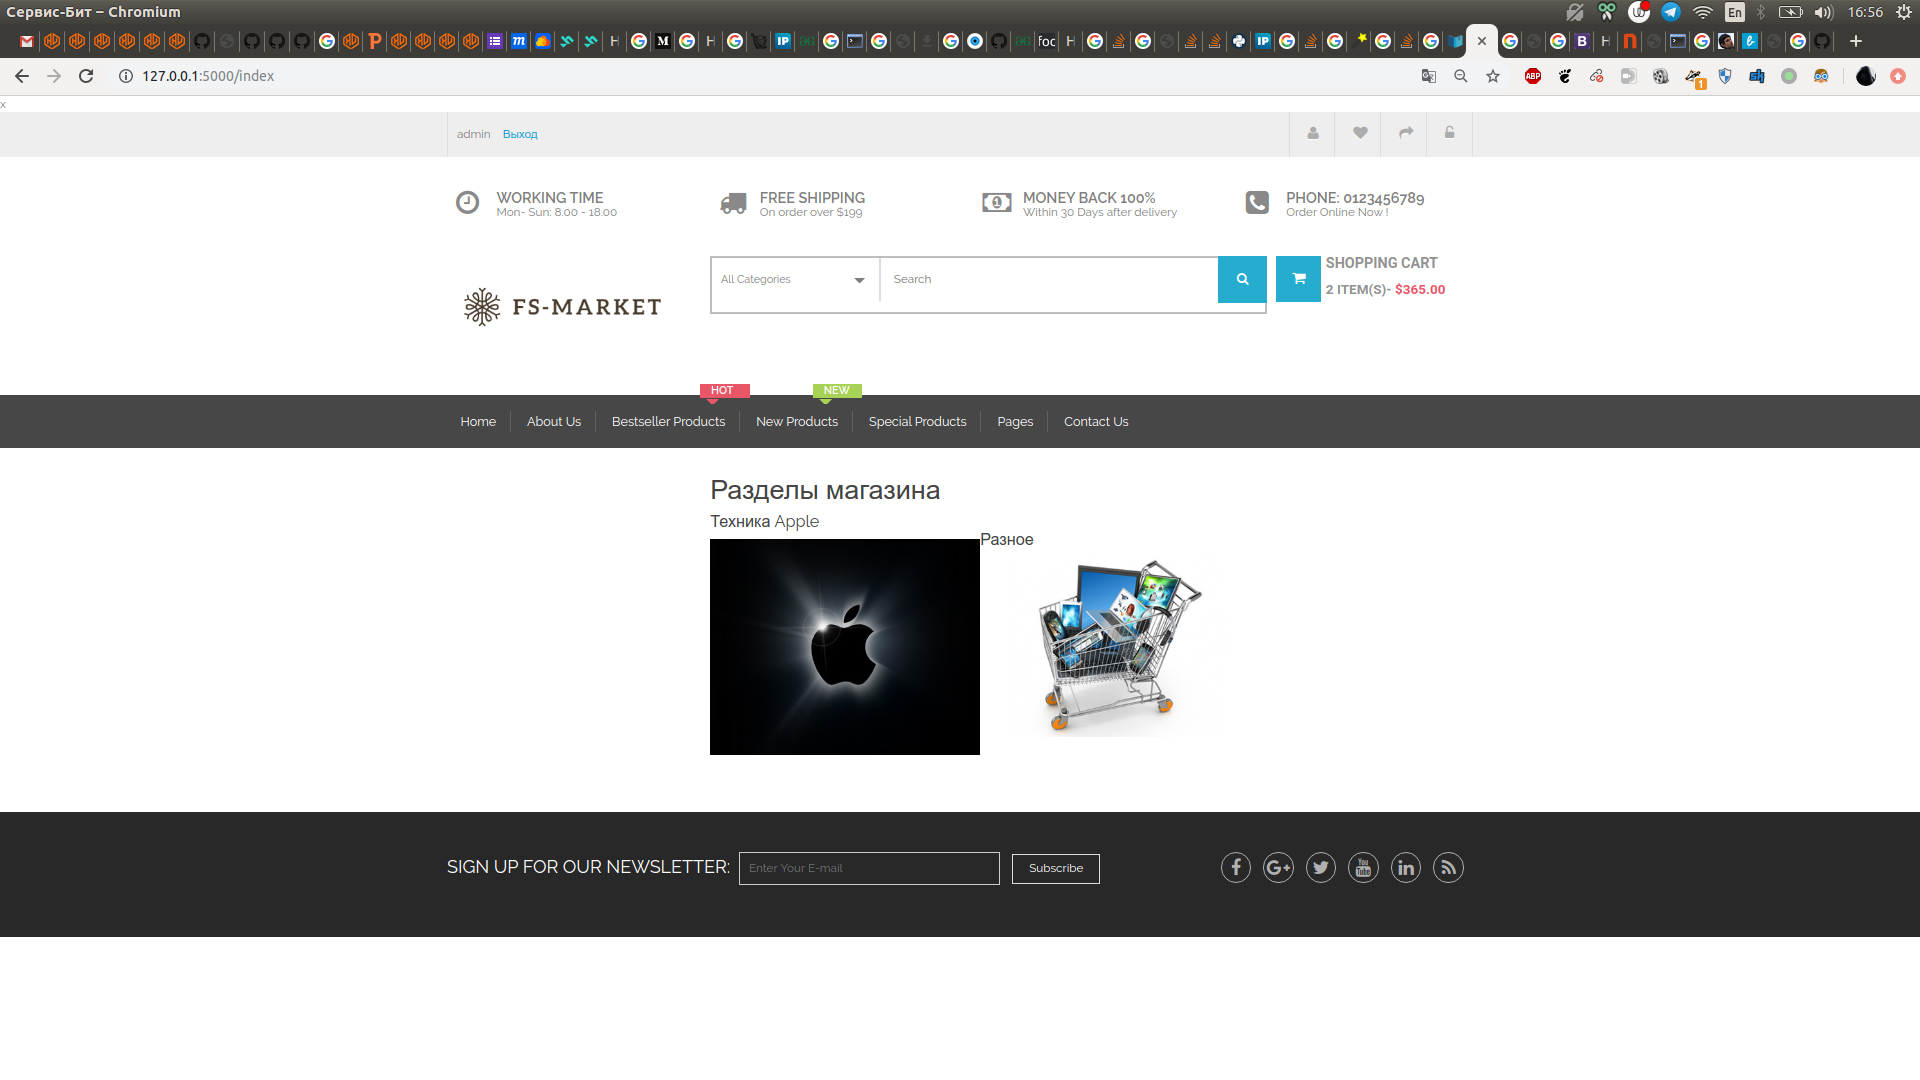 Сервис-Бит – Chromium
En
16:56
127.0.0.1:5000/index
ABP
1
x
admin Выход
WORKING TIME
Mon- Sun: 8.00 - 18.00
FREE SHIPPING
On order over $199
MONEY BACK 100%
Within 30 Days after delivery
PHONE: 0123456789
Order Online Now !
FS-MARKET
All Categories
Search
SHOPPING CART
2 ITEM(S)- $365.00
HOT
NEW
Home
About Us
Bestseller Products
New Products
Special Products
Pages
Contact Us
Разделы магазина
Техника Apple
Разное
SIGN UP FOR OUR NEWSLETTER:
Enter Your E-mail
Subscribe
You
Tube